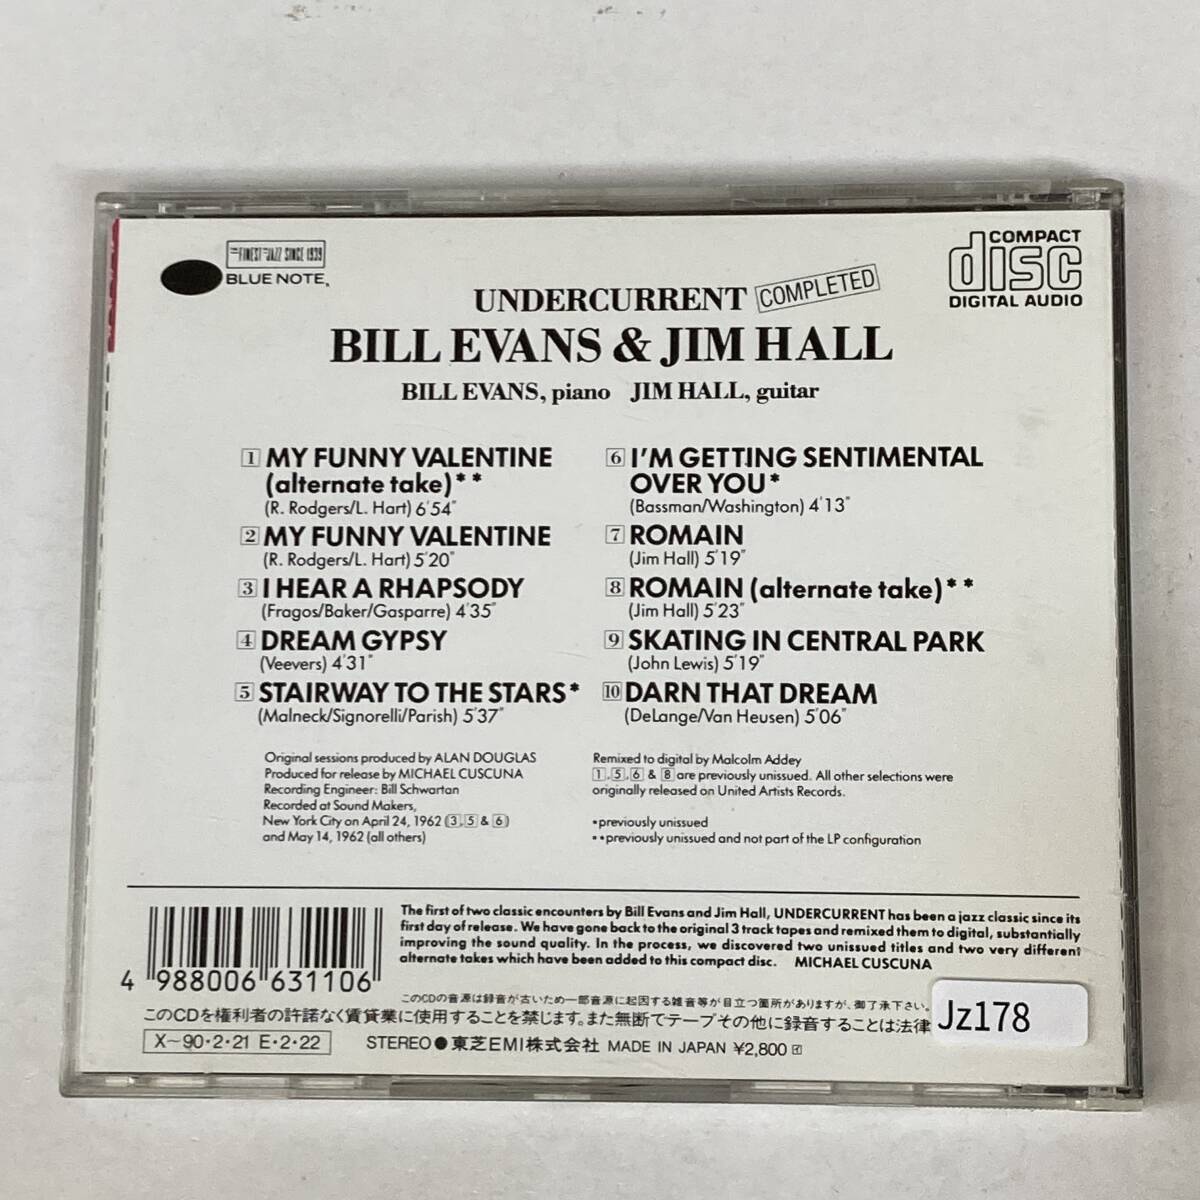 THE FINEST IN JAZZ SINCE 1939
BLUE NOTE
COMPACT
disc
DIGITAL AUDIO
UNDERCURRENT COMPLETED
BILL EVANS & JIM HALL
BILL EVANS, piano JIM HALL, guitar
1 MY FUNNY VALENTINE
(alternate take)**
(R. Rodgers/L. Hart) 6'54"
2 MY FUNNY VALENTINE
(R. Rodgers/L. Hart) 5'20"
3 I HEAR A RHAPSODY
(Fragos/Baker/Gasparre) 4'35"
4 DREAM GYPSY
(Veevers) 4'31"
5 STAIRWAY TO THE STARS*
(Malneck/Signorelli/Parish) 5'37"
6 I'M GETTING SENTIMENTAL
OVER YOU*
(Bassman/Washington) 4'13"
7 ROMAIN
(Jim Hall) 5'19"
8 ROMAIN (alternate take)**
(Jim Hall) 5'23"
9 SKATING IN CENTRAL PARK
(John Lewis) 5'19"
10 DARN THAT DREAM
(DeLange/Van Heusen) 5'06"
Original sessions produced by ALAN DOUGLAS
Produced for release by MICHAEL CUSCUNA
Recording Engineer: Bill Schwartan
Recorded at Sound Makers,
New York City on April 24, 1962 (3, 5 & 6)
and May 14, 1962 (all others)
Remixed to digital by Malcolm Addey
1, 5, 6 & 8 are previously unissued. All other selections were
originally released on United Artists Records.
*previously unissued
**previously unissued and not part of the LP configuration
The first of two classic encounters by Bill Evans and Jim Hall, UNDERCURRENT has been a jazz classic since its
first day of release. We have gone back to the original 3 track tapes and remixed them to digital, substantially
improving the sound quality. In the process, we discovered two unissued titles and two very different
alternate takes which have been added to this compact disc. MICHAEL CUSCUNA
4 988006 631106
このCDの音源は録音が古いため一部音源に起因する雑音等が目立つ箇所がありますが、御了承下さい。
このCDを権利者の許諾なく賃貸業に使用することを禁じます。また無断でテープその他に録音することは法律
Jz178
X〜90・2・21 E・2・22 STEREO●東芝EMI株式会社 MADE IN JAPAN ¥2,800